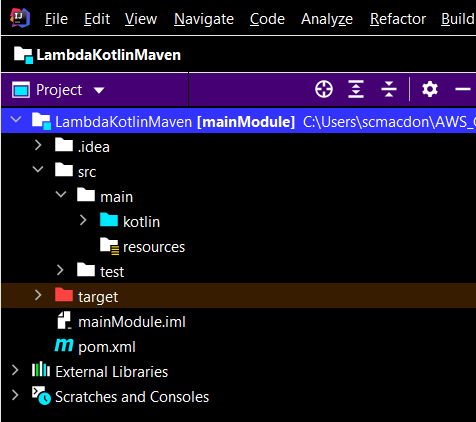 File Edit View Navigate Code Analyze Refactor Build
LambdaKotlinMaven
Project
LambdaKotlinMaven [mainModule] C:\Users\scmacdon\AWS_
.idea
src
main
kotlin
resources
test
target
mainModule.iml
pom.xml
External Libraries
Scratches and Consoles